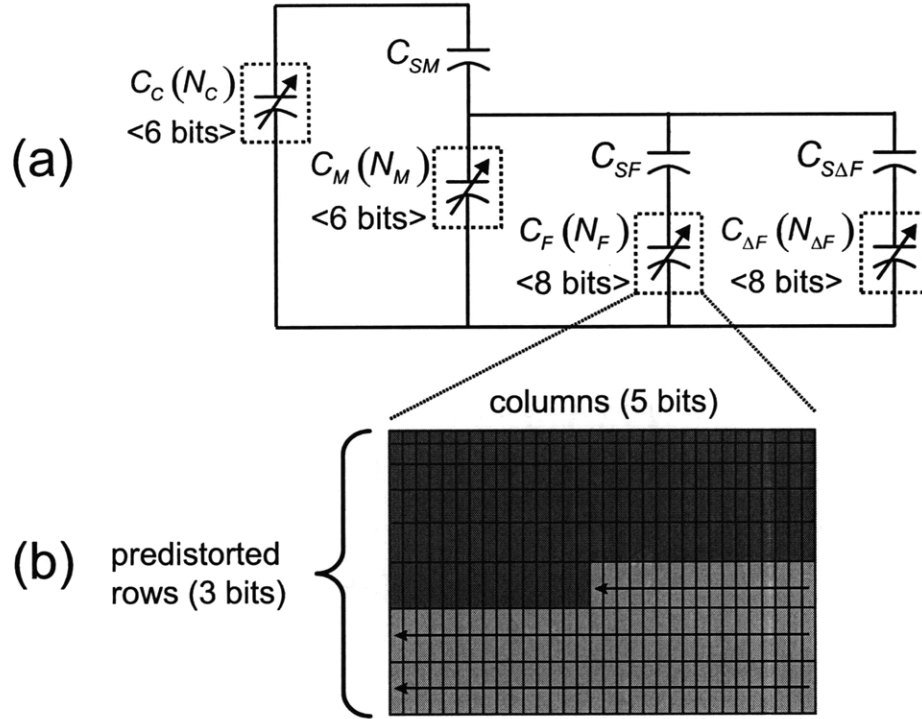 (a)
C_C(N_C)
<6 bits>
C_SM
C_M(N_M)
<6 bits>
C_SF
C_F(N_F)
<8 bits>
C_SΔF
C_ΔF(N_ΔF)
<8 bits>
(b)
columns (5 bits)
predistorted
rows (3 bits)